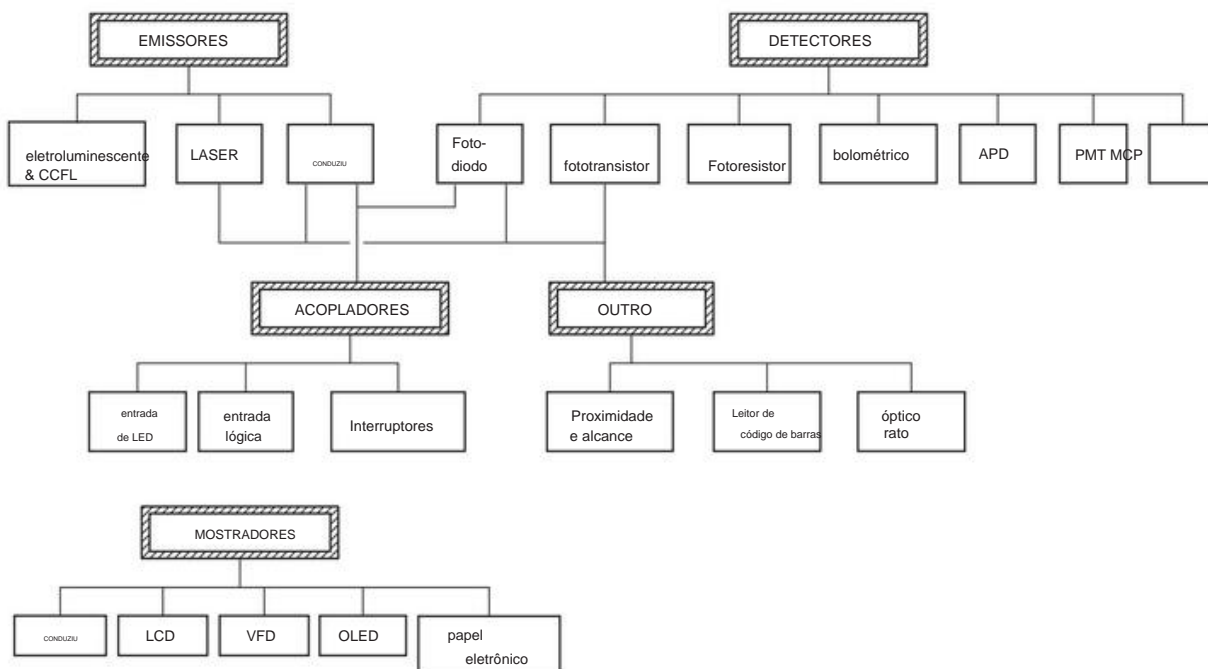 EMISSORES
DETECTORES
eletroluminescente
& CCFL
LASER
CONDUZIU
Foto-
diodo
fototransistor
Fotoresistor
bolométrico
APD
PMT MCP
ACOPLADORES
OUTRO
entrada
de LED
entrada
lógica
Interruptores
Proximidade
e alcance
Leitor de
código de barras
óptico
rato
MOSTRADORES
CONDUZIU
LCD
VFD
OLED
papel
eletrônico